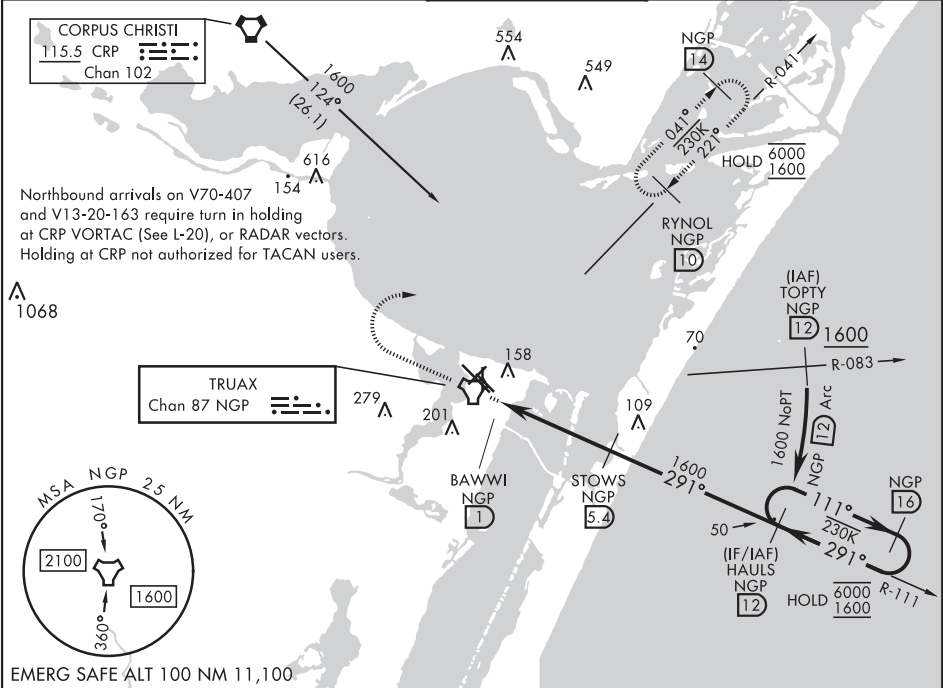 CORPUS CHRISTI
115.5 CRP
Chan 102
1600
124°
(26.1)
554
549
616
154
NGP
14
R-041
041°
230K
221°
HOLD 6000
1600
RYNOL
NGP
10
Northbound arrivals on V70-407
and V13-20-163 require turn in holding
at CRP VORTAC (See L-20), or RADAR vectors.
Holding at CRP not authorized for TACAN users.
1068
(IAF)
TOPTY
NGP
12
1600
R-083
70
158
TRUAX
Chan 87 NGP
279
201
109
1600 NoPT
NGP 12 Arc
BAWWI
NGP
1
STOWS
NGP
5.4
1600
291°
NGP
16
111°
230K
291°
50
(IF/IAF)
HAULS
NGP
12
HOLD 6000
1600
R-111
MSA NGP 25 NM
170°
2100
1600
360°
EMERG SAFE ALT 100 NM 11,100